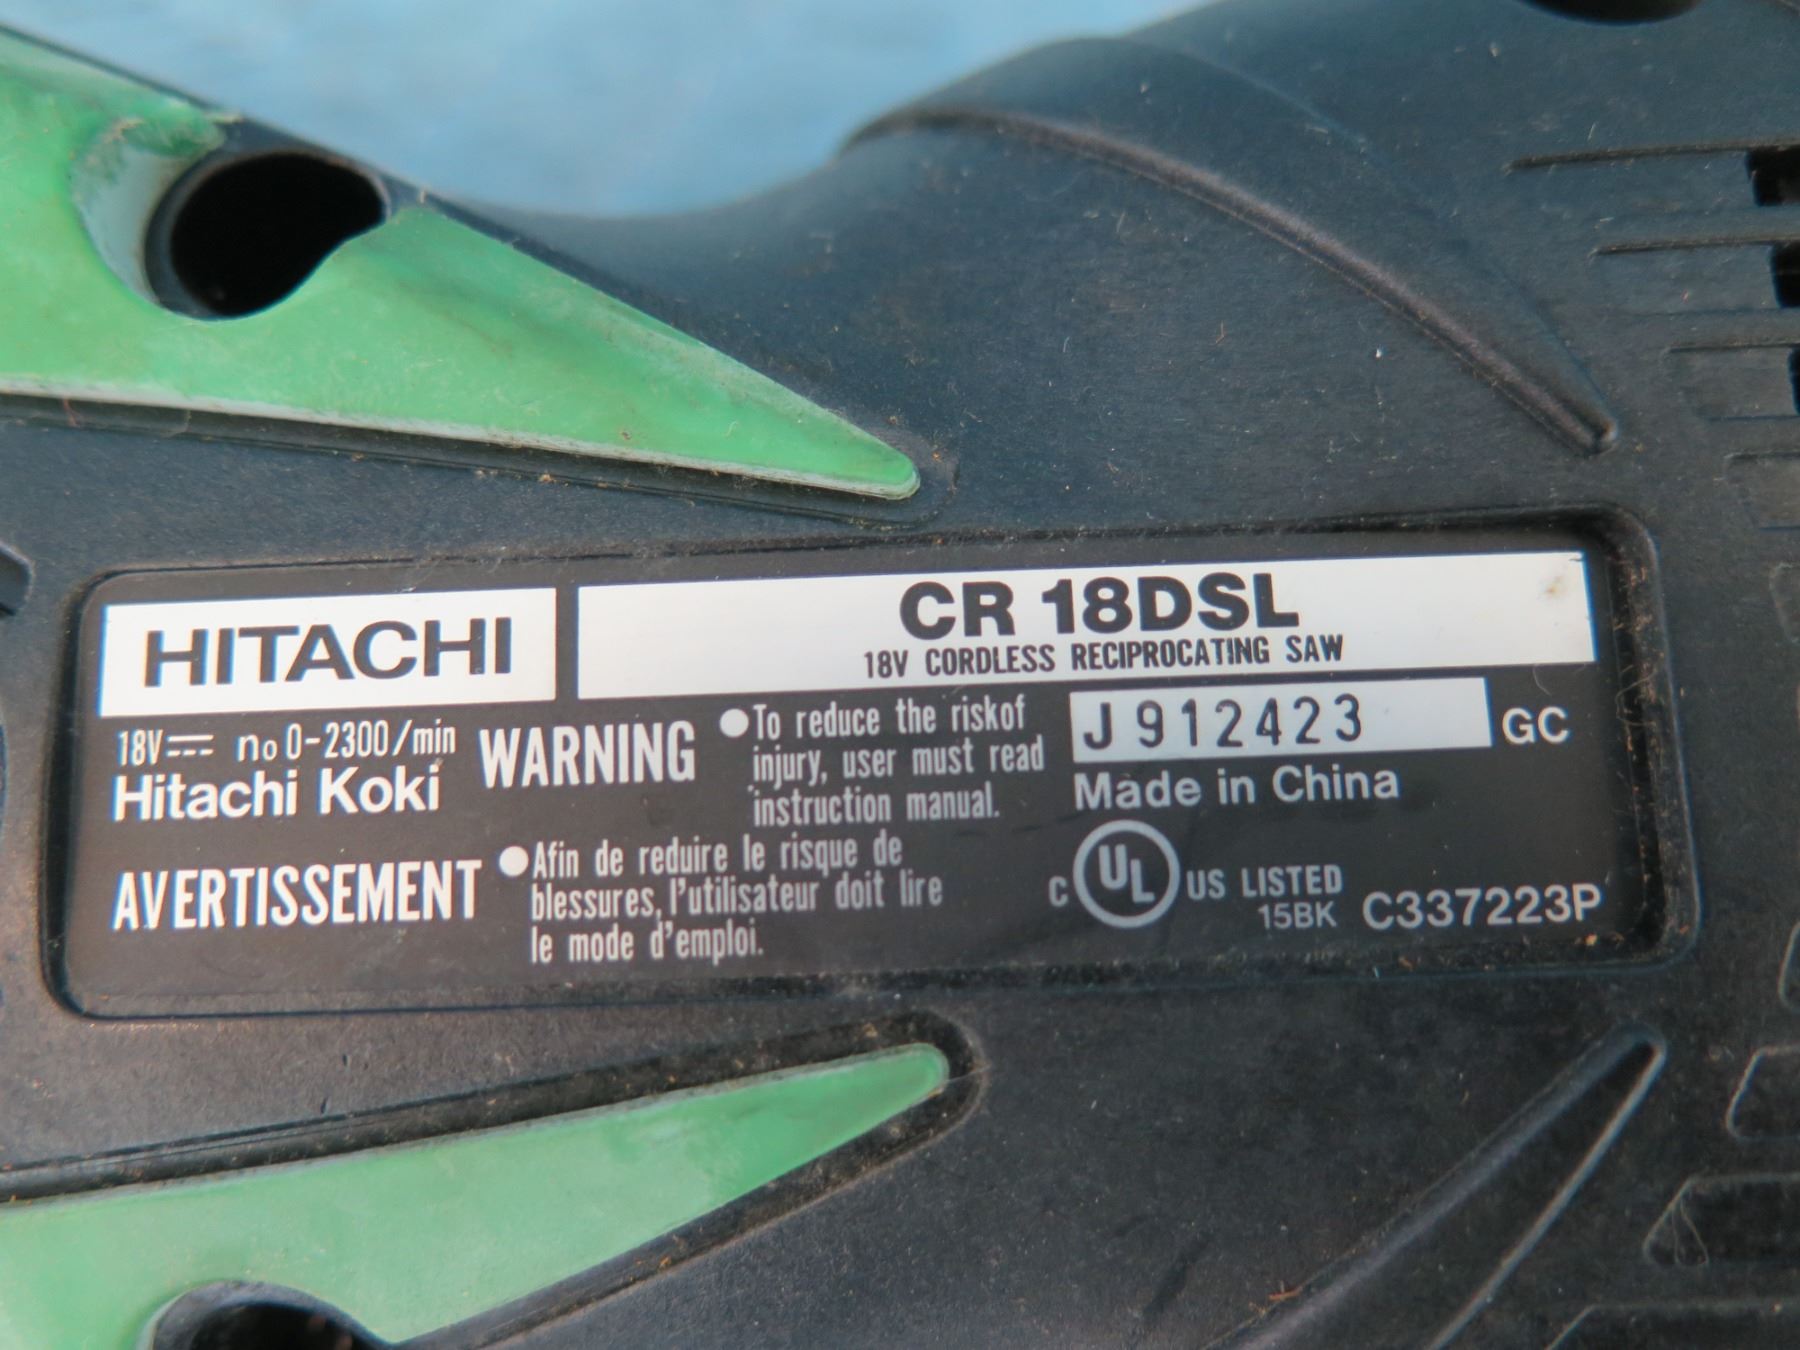 HITACHI
CR 18DSL
18V CORDLESS RECIPROCATING SAW
18V⎓ no 0-2300/min
Hitachi Koki
WARNING
●To reduce the riskof
injury, user must read
instruction manual.
J912423 GC
Made in China
AVERTISSEMENT
●Afin de reduire le risque de
blessures, l'utilisateur doit lire
le mode d'emploi.
C UL US LISTED
15BK C337223P